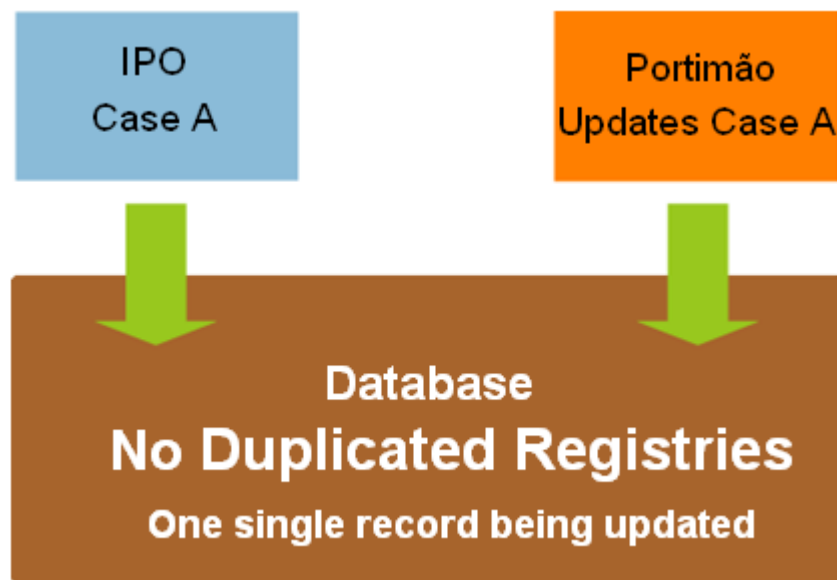 IPO
Case A
Portimão
Updates Case A
Database
No Duplicated Registries
One single record being updated